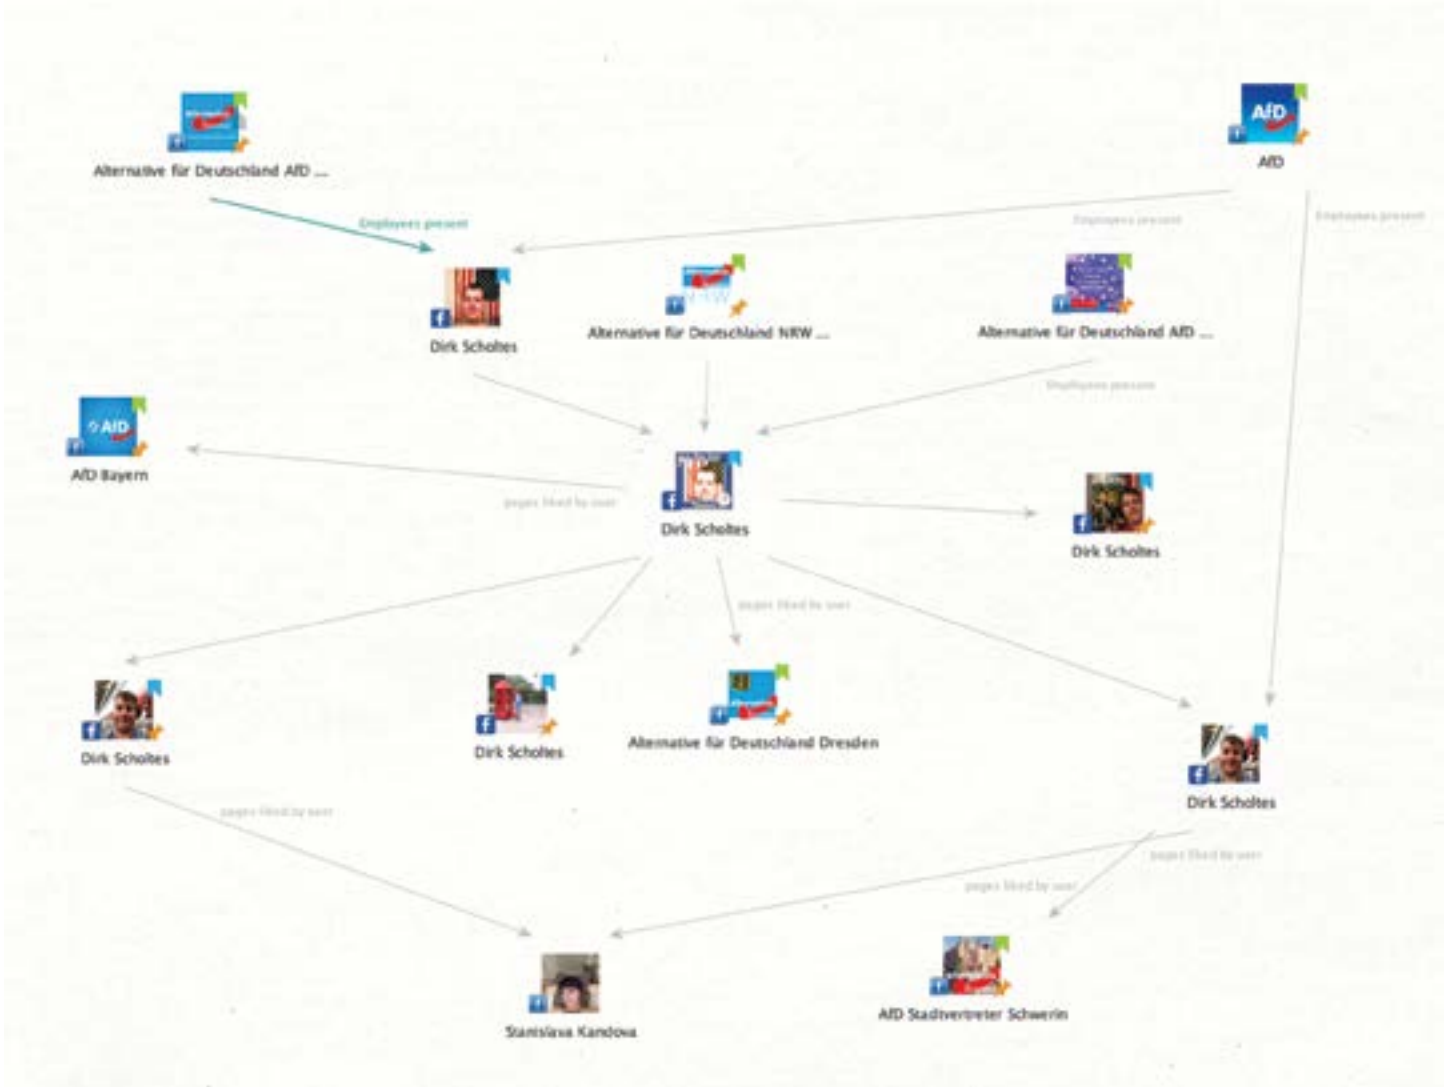 Alternative für Deutschland AfD ...
AfD
Employees present
Employees present
Employees present
Dirk Scholtes
Alternative für Deutschland NRW ...
Alternative für Deutschland AfD ...
Employees present
AfD
AfD Bayern
pages liked by user
Dirk Scholtes
Dirk Scholtes
pages liked by user
Dirk Scholtes
Dirk Scholtes
Alternative für Deutschland Dresden
Dirk Scholtes
pages liked by user
pages liked by user
pages liked by user
Stanislava Kandova
AfD Stadtvertreter Schwerin